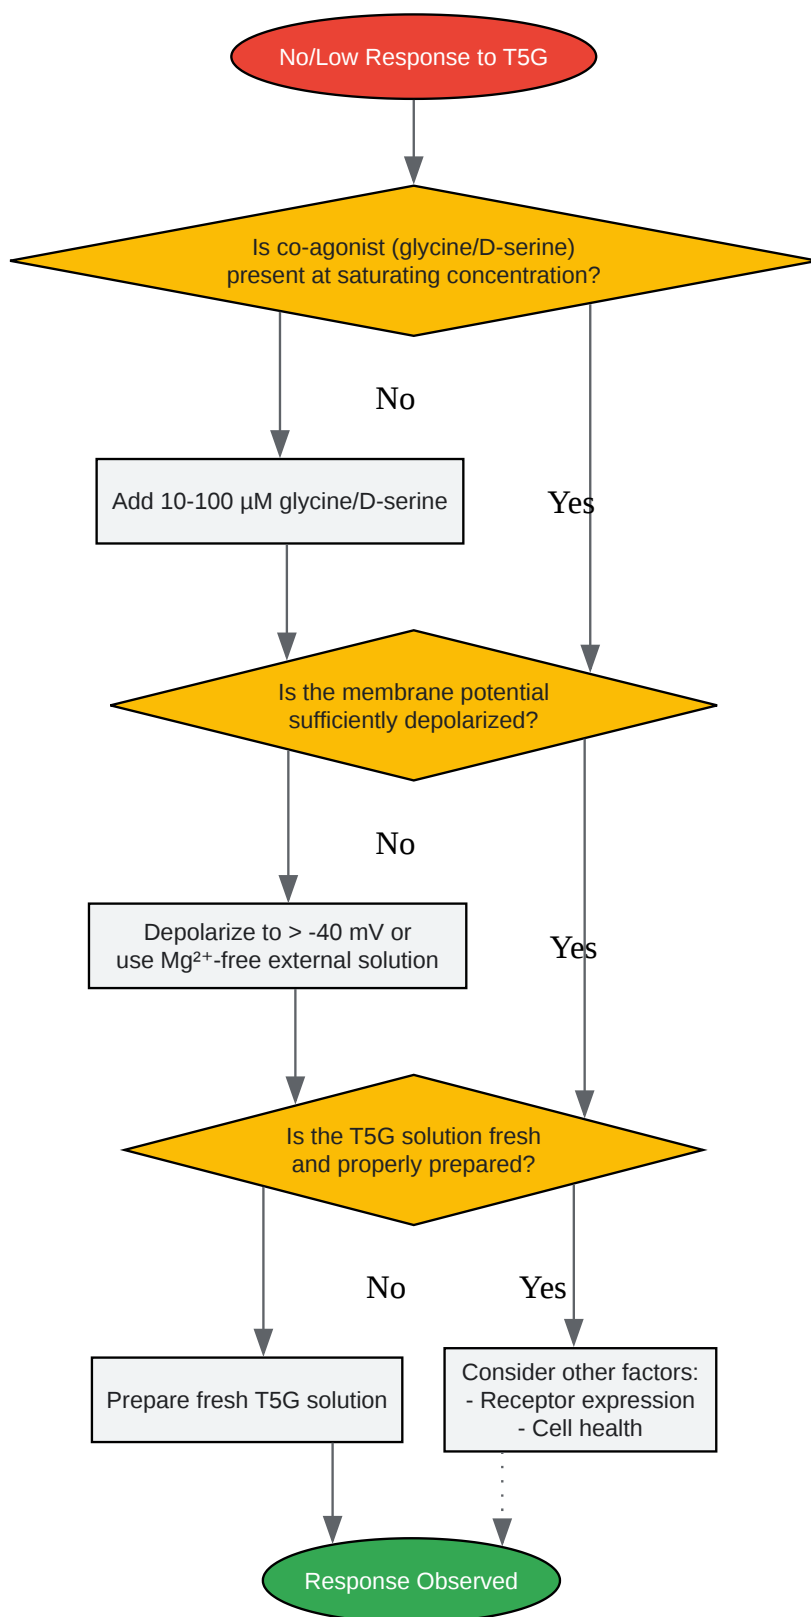 No/Low Response to T5G
Is co-agonist (glycine/D-serine)
present at saturating concentration?
No
Add 10-100 µM glycine/D-serine
Yes
Is the membrane potential
sufficiently depolarized?
No
Depolarize to > -40 mV or
use Mg²⁺-free external solution
Yes
Is the T5G solution fresh
and properly prepared?
No
Yes
Prepare fresh T5G solution
Consider other factors:
- Receptor expression
- Cell health
Response Observed